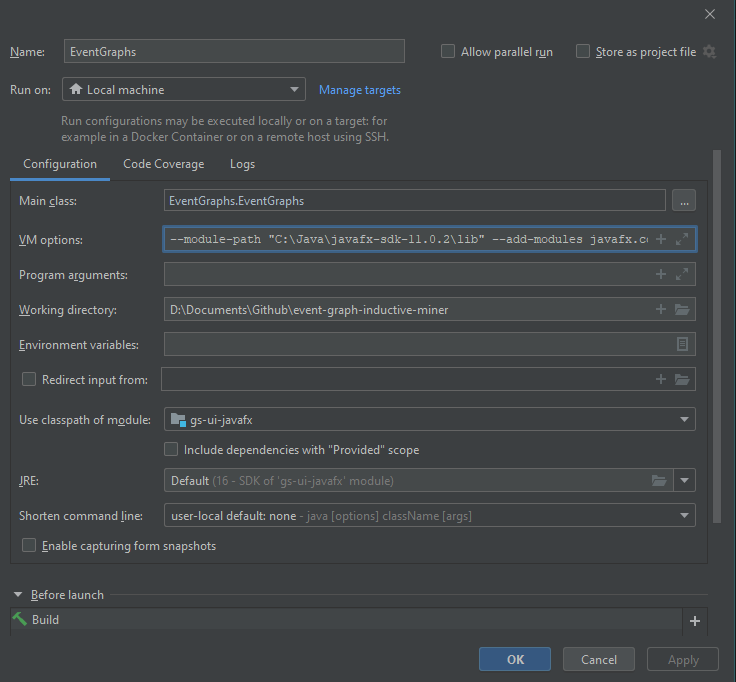 Name: EventGraphs Allow parallel run Store as project file
Run on: Local machine Manage targets
Run configurations may be executed locally or on a target: for
example in a Docker Container or on a remote host using SSH.
Configuration Code Coverage Logs
Main class: EventGraphs.EventGraphs ...
VM options: --module-path "C:\Java\javafx-sdk-11.0.2\lib" --add-modules javafx.co
Program arguments:
Working directory: D:\Documents\Github\event-graph-inductive-miner
Environment variables:
Redirect input from:
Use classpath of module: gs-ui-javafx
Include dependencies with "Provided" scope
JRE: Default (16 - SDK of 'gs-ui-javafx' module)
Shorten command line: user-local default: none - java [options] className [args]
Enable capturing form snapshots
Before launch
Build
OK Cancel Apply